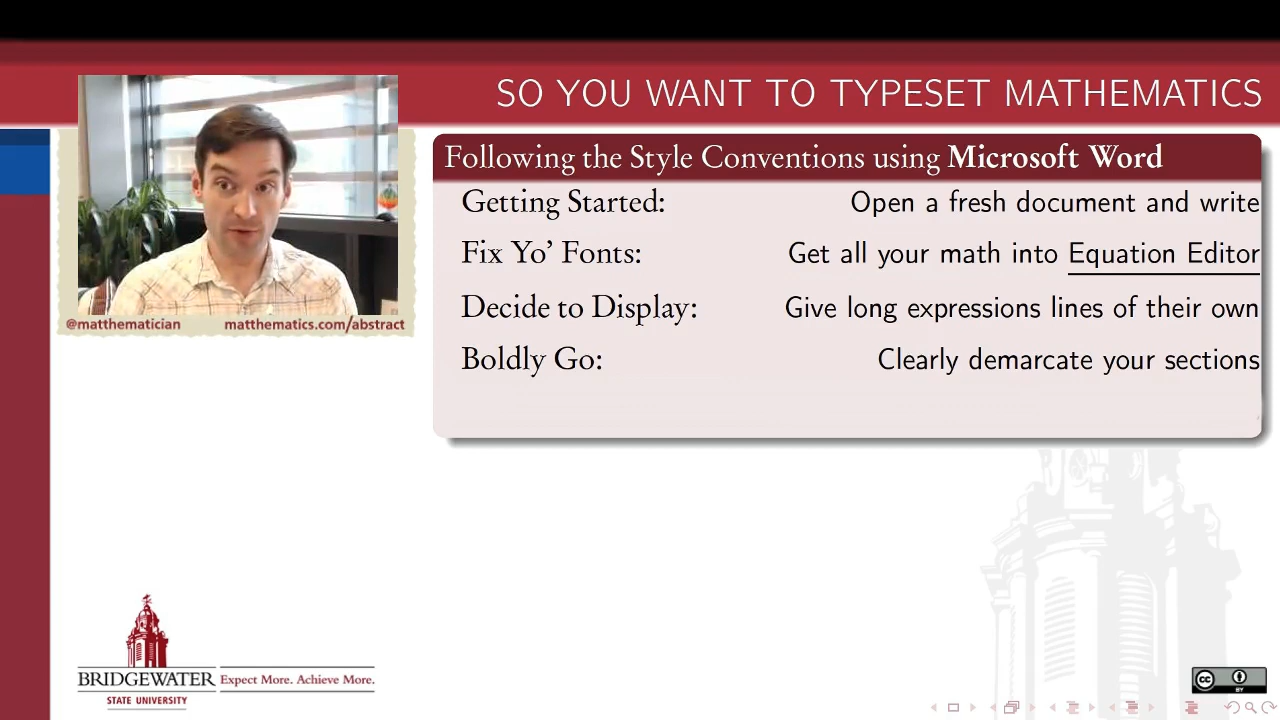 SO YOU WANT TO TYPESET MATHEMATICS
@matthematician matthematics.com/abstract
Following the Style Conventions using Microsoft Word
Getting Started: Open a fresh document and write
Fix Yo’ Fonts: Get all your math into Equation Editor
Decide to Display: Give long expressions lines of their own
Boldly Go: Clearly demarcate your sections
BRIDGEWATER Expect More. Achieve More.
STATE UNIVERSITY
CC BY